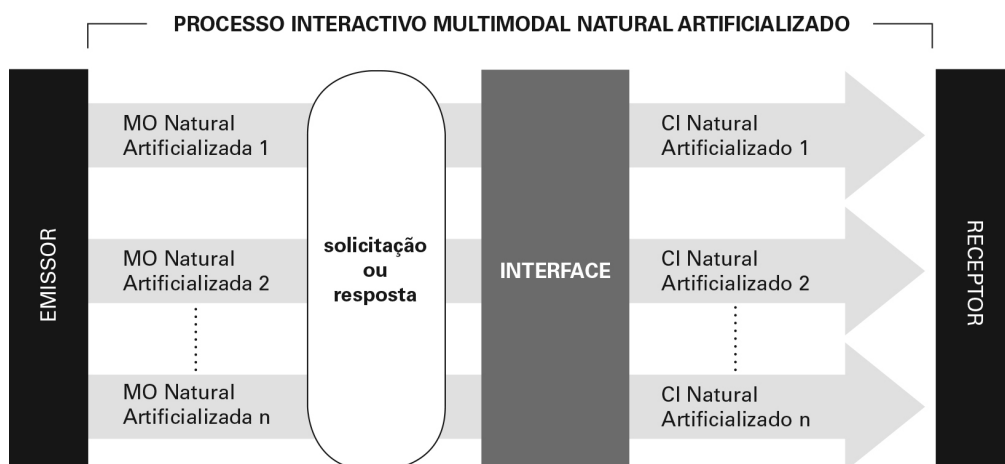 PROCESSO INTERACTIVO MULTIMODAL NATURAL ARTIFICIALIZADO
EMISSOR
MO Natural
Artificializada 1
MO Natural
Artificializada 2
MO Natural
Artificializada n
solicitação
ou
resposta
INTERFACE
CI Natural
Artificializado 1
CI Natural
Artificializado 2
CI Natural
Artificializado n
RECEPTOR